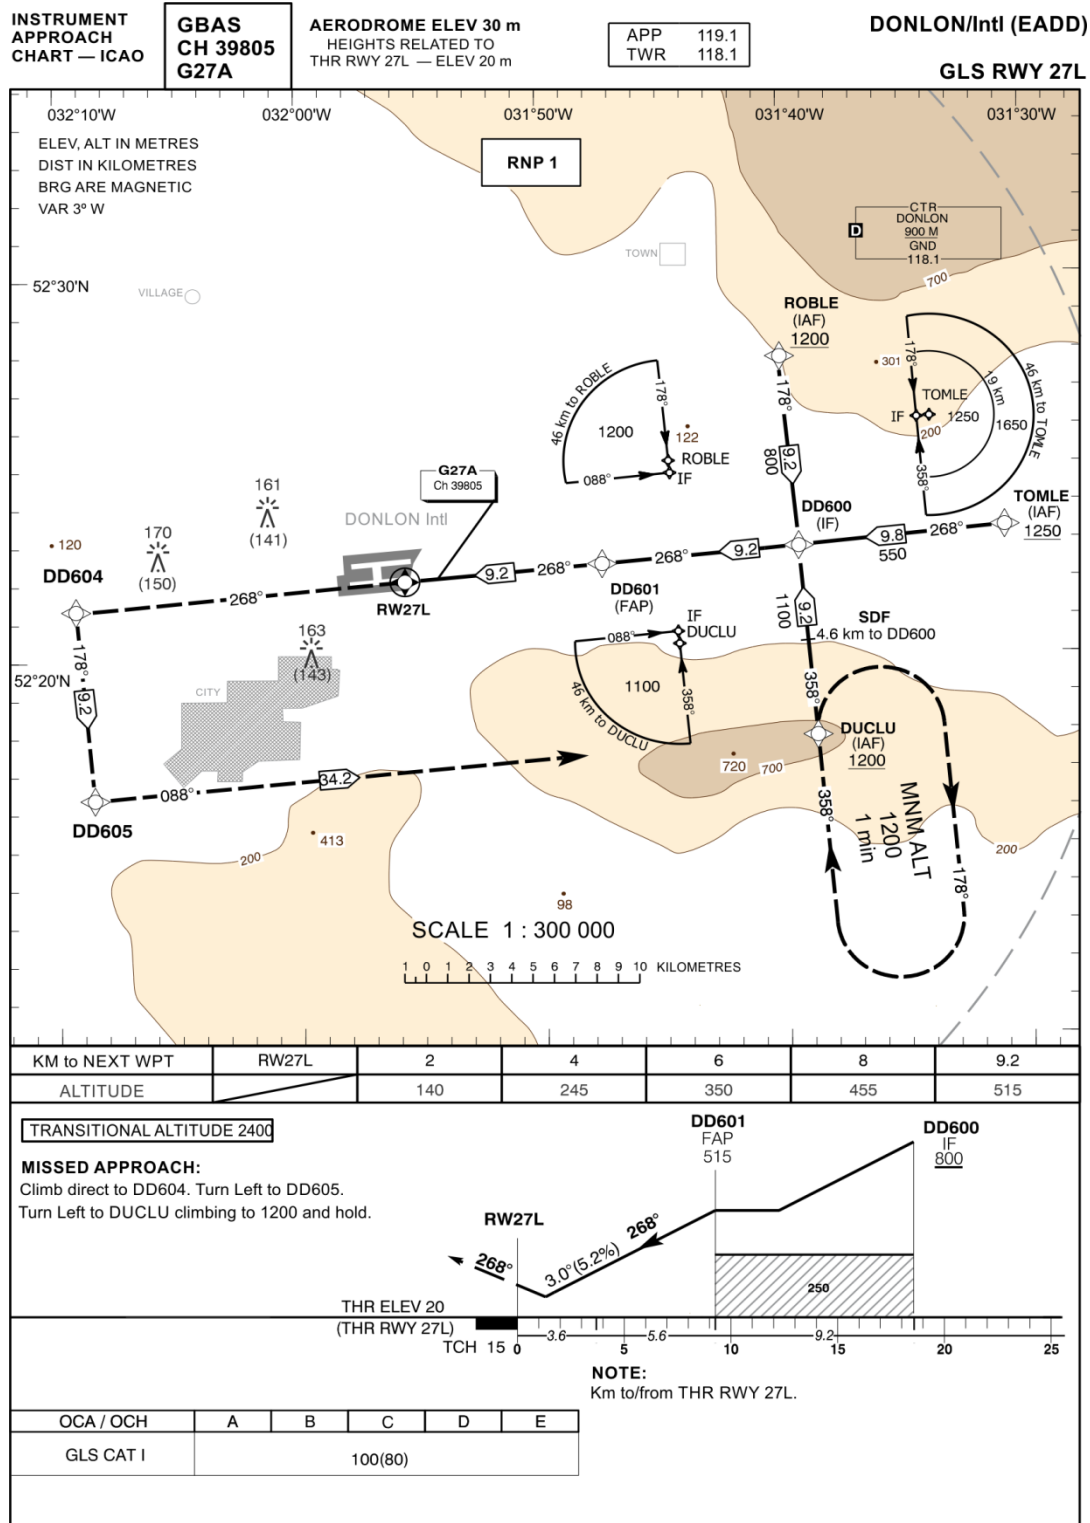 INSTRUMENT
APPROACH
CHART — ICAO
GBAS
CH 39805
G27A
AERODROME ELEV 30 m
HEIGHTS RELATED TO
THR RWY 27L — ELEV 20 m
APP 119.1
TWR 118.1
DONLON/Intl (EADD)
GLS RWY 27L
032°10'W 032°00'W 031°50'W 031°40'W 031°30'W
ELEV, ALT IN METRES
DIST IN KILOMETRES
BRG ARE MAGNETIC
VAR 3º W
RNP 1
CTR
DONLON
D
900 M
GND
118.1
TOWN
700
52°30'N
VILLAGE
ROBLE
(IAF)
1200
301
178°
19 km
46 km to TOMLE
TOMLE
IF
1250
1650
200
358°
46 km to ROBLE
178°
1200
122
ROBLE
088°
IF
178°
9.2
800
G27A
Ch 39805
161
(141)
DONLON Intl
170
(150)
120
DD600
(IF)
TOMLE
(IAF)
1250
268°
9.8
550
9.2
268°
268°
9.2
DD601
(FAP)
RW27L
DD604
268°
IF
088°
DUCLU
1100
46 km to DUCLU
358°
9.2
1100
SDF
4.6 km to DD600
163
(143)
178°
9.2
52°20'N
CITY
358°
DUCLU
(IAF)
1200
720
700
34.2
088°
DD605
358°
MNM ALT
1200
1 min
178°
200
413
200
98
SCALE 1 : 300 000
1 0 1 2 3 4 5 6 7 8 9 10 KILOMETRES
KM to NEXT WPT RW27L 2 4 6 8 9.2
ALTITUDE 140 245 350 455 515
TRANSITIONAL ALTITUDE 2400
MISSED APPROACH:
Climb direct to DD604. Turn Left to DD605.
Turn Left to DUCLU climbing to 1200 and hold.
DD601
FAP
515
DD600
IF
800
RW27L
268°
268°
3.0°(5.2%)
250
THR ELEV 20
(THR RWY 27L)
TCH 15
3.6 5.6 9.2
0 5 10 15 20 25
NOTE:
Km to/from THR RWY 27L.
OCA / OCH A B C D E
GLS CAT I 100(80)